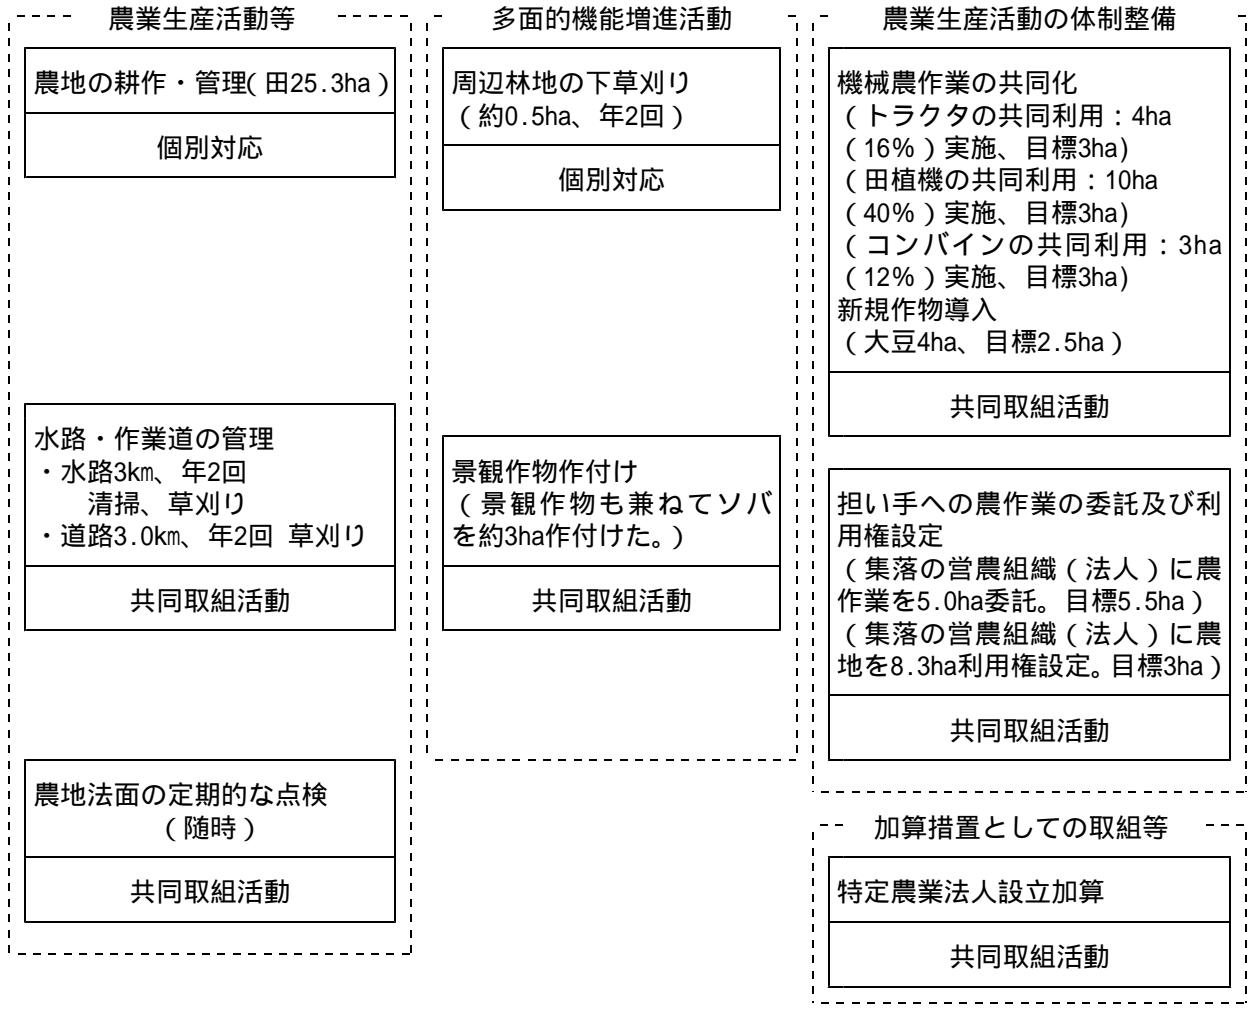 農業生産活動等
農地の耕作・管理(田25.3ha)
個別対応
水路・作業道の管理
・水路3㎞、年2回
清掃、草刈り
・道路3.0㎞、年2回 草刈り
共同取組活動
農地法面の定期的な点検
(随時)
共同取組活動
多面的機能増進活動
周辺林地の下草刈り
(約0.5ha、年2回)
個別対応
景観作物作付け
(景観作物も兼ねてソバ
を約3ha作付けた。)
共同取組活動
農業生産活動の体制整備
機械農作業の共同化
(トラクタの共同利用:4ha
(16%)実施、目標3ha)
(田植機の共同利用:10ha
(40%)実施、目標3ha)
(コンバインの共同利用:3ha
(12%)実施、目標3ha)
新規作物導入
(大豆4ha、目標2.5ha)
共同取組活動
担い手への農作業の委託及び利
用権設定
(集落の営農組織(法人)に農
作業を5.0ha委託。目標5.5ha)
(集落の営農組織(法人)に農
地を8.3ha利用権設定。目標3ha)
共同取組活動
加算措置としての取組等
特定農業法人設立加算
共同取組活動